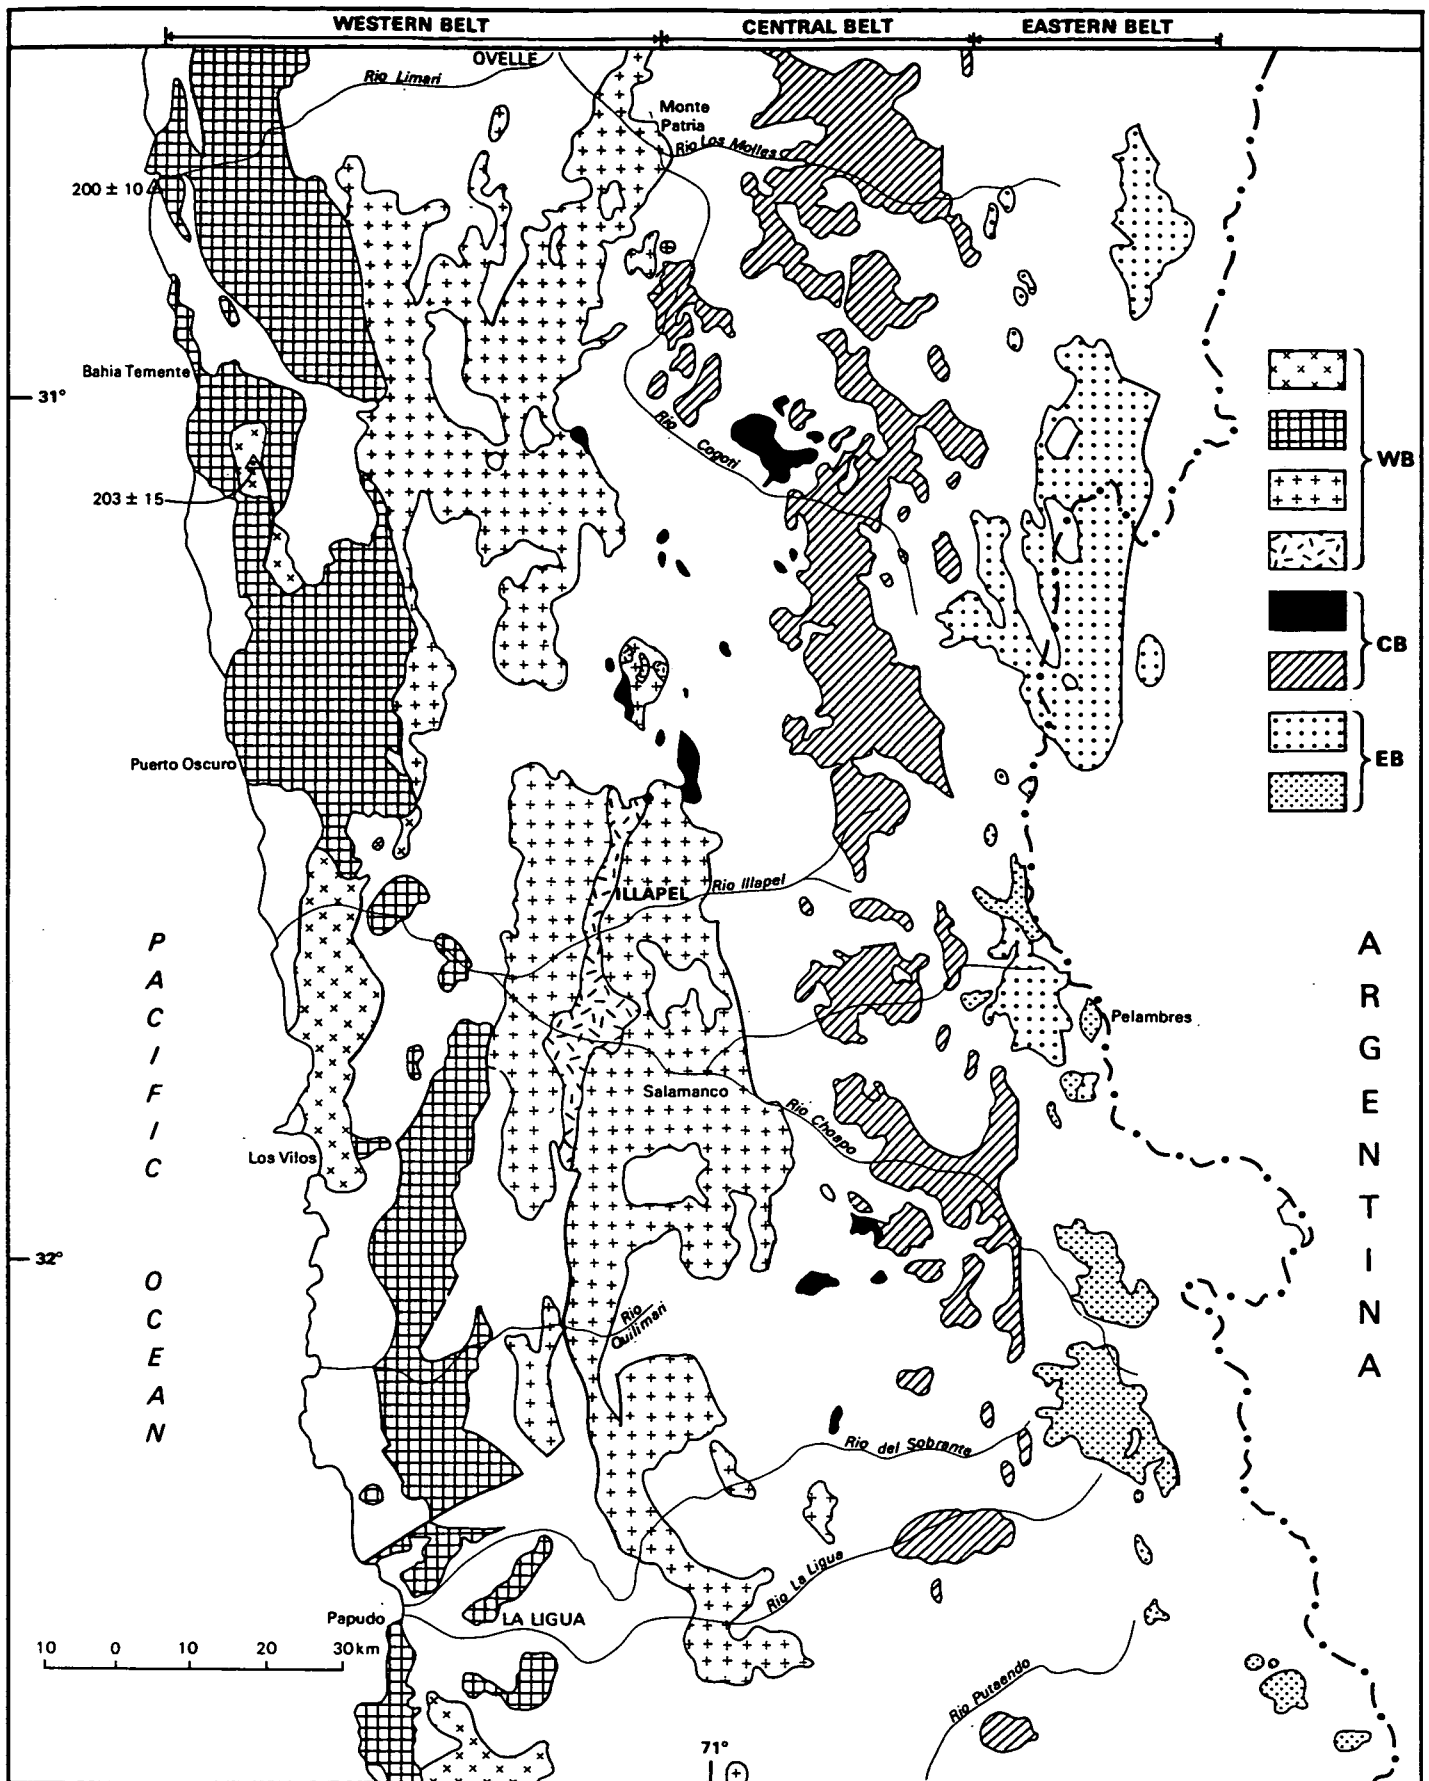 WESTERN BELT
CENTRAL BELT
EASTERN BELT
OVELLE
Rio Limari
Monte
Patria
Rio Los Molles
200 ± 10
Bahia Temente
31°
Rio Cogoti
203 ± 15
WB
CB
EB
Puerto Oscuro
ILLAPEL
Rio Illapel
PACIFIC OCEAN
ARGENTINA
Pelambres
Salamanco
Rio Choapo
Los Vilos
32°
Rio
Quilimari
Rio del Sobrante
Rio La Ligua
Papudo
LA LIGUA
10 0 10 20 30km
Rio Putaendo
71°